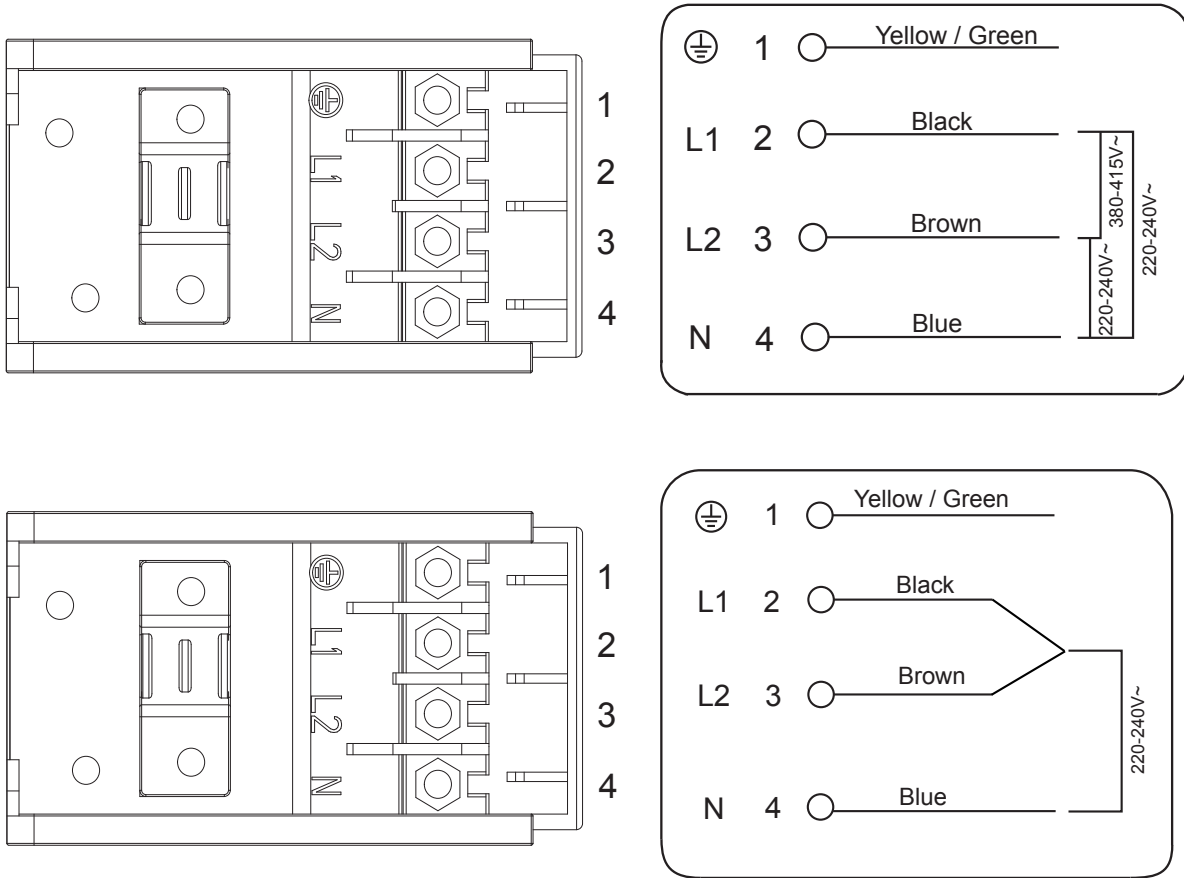 1
2
3
4
L1
L2
N
1 Yellow / Green
L1 2 Black
L2 3 Brown
N 4 Blue
380-415V~
220-240V~
220-240V~
1
2
3
4
L1
L2
N
1 Yellow / Green
L1 2 Black
L2 3 Brown
N 4 Blue
220-240V~